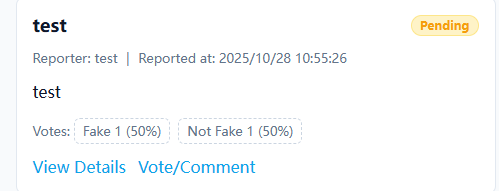 test
Pending
Reporter: test | Reported at: 2025/10/28 10:55:26
test
Votes: Fake 1 (50%) Not Fake 1 (50%)
View Details Vote/Comment